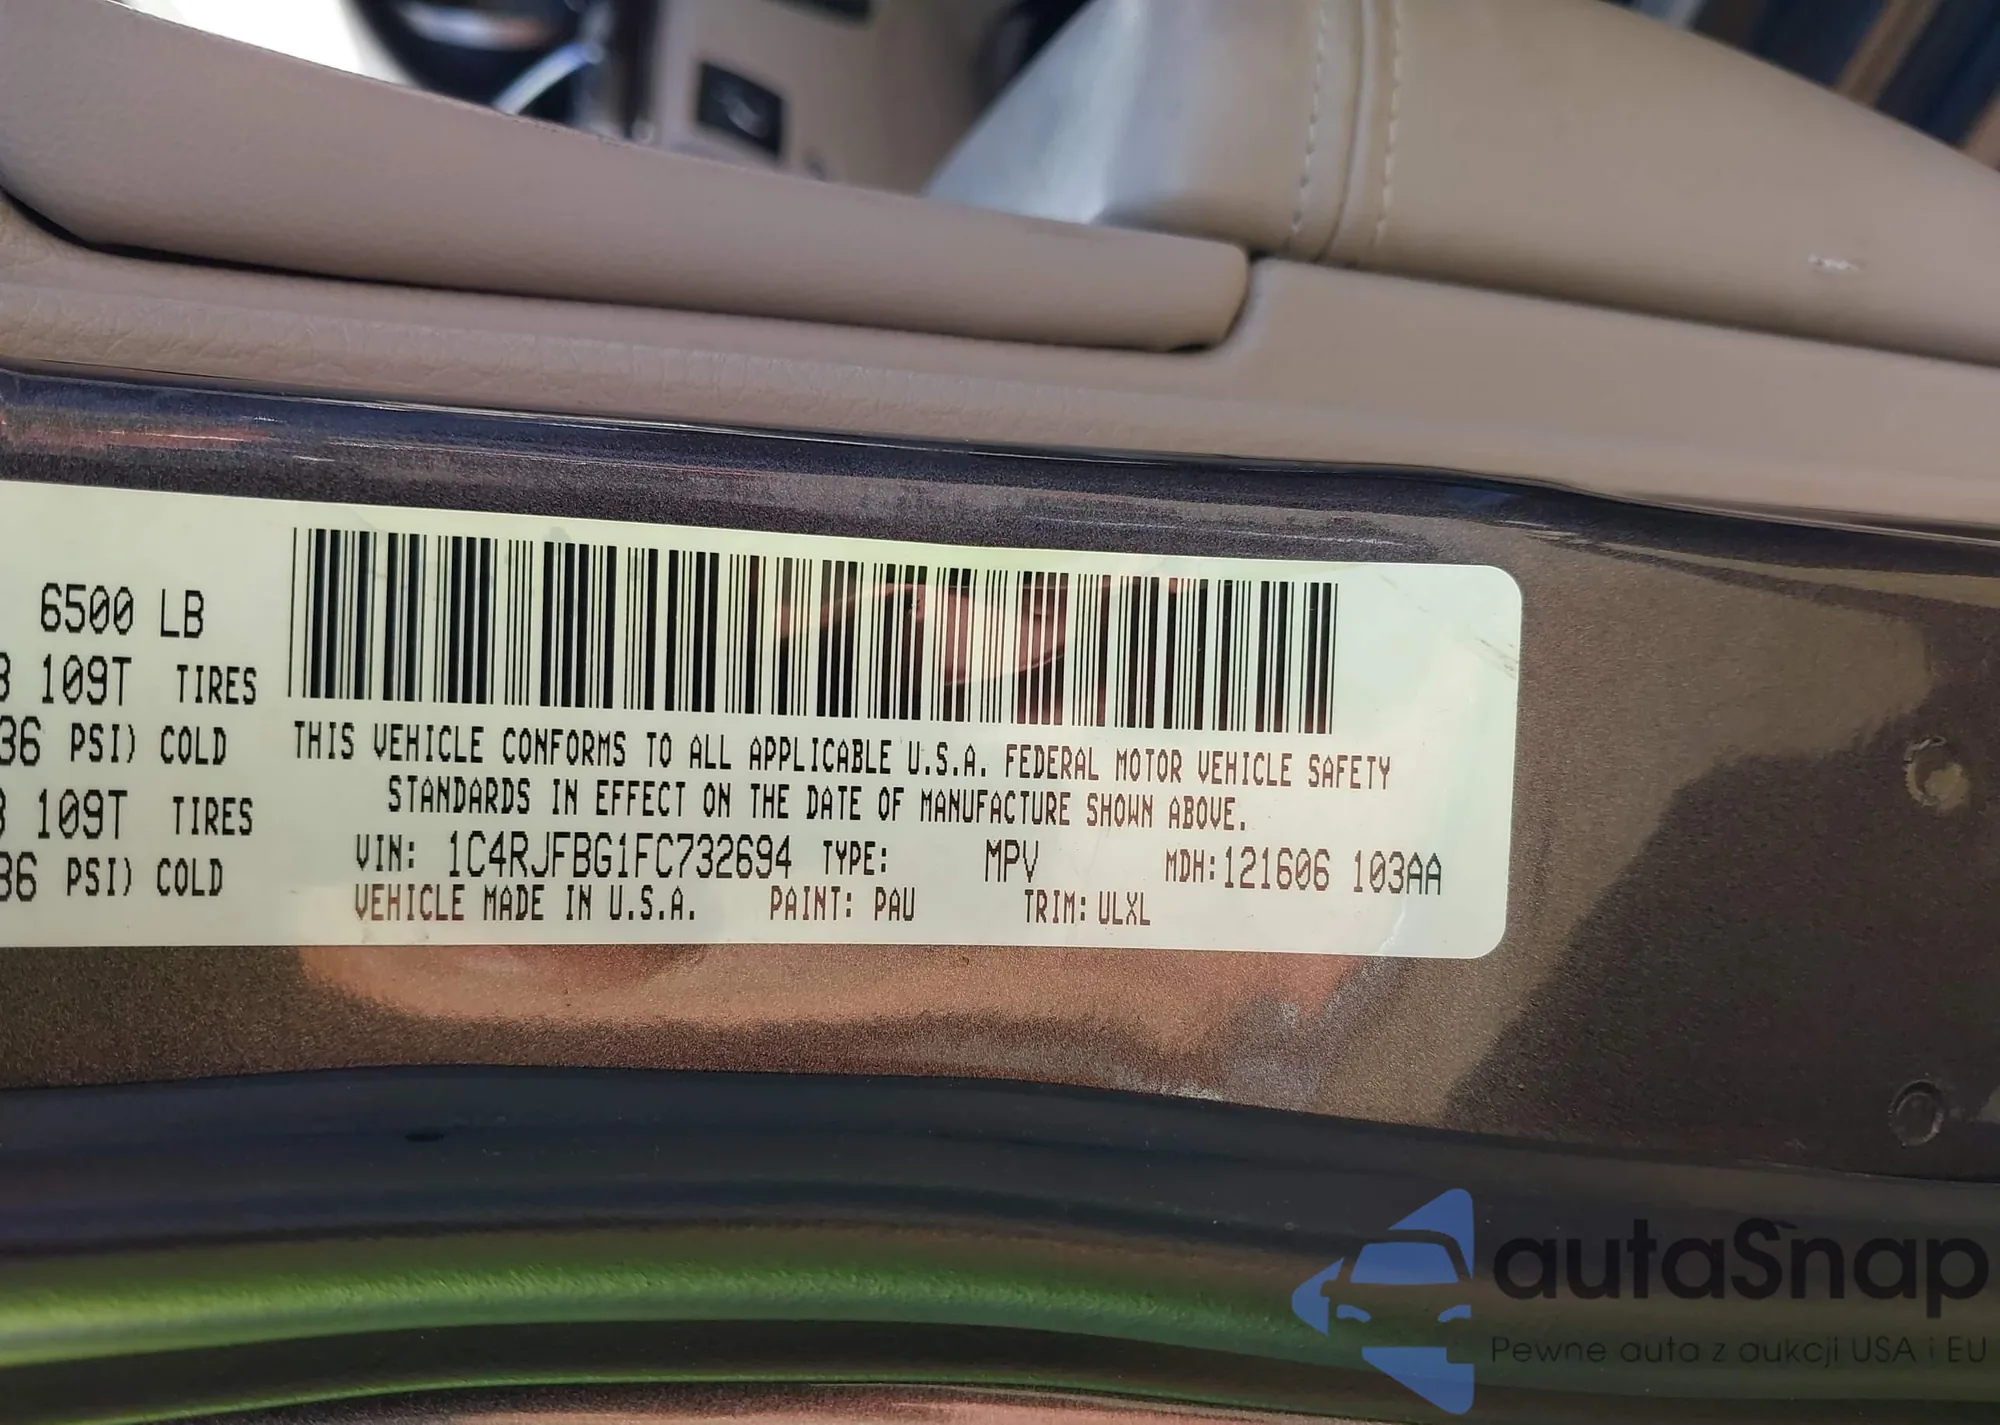 6500 LB
109T TIRES
36 PSI) COLD
109T TIRES
36 PSI) COLD
THIS VEHICLE CONFORMS TO ALL APPLICABLE U.S.A. FEDERAL MOTOR VEHICLE SAFETY
STANDARDS IN EFFECT ON THE DATE OF MANUFACTURE SHOWN ABOVE.
VIN: 1C4RJFBG1FC732694 TYPE: MPV MDH: 121606 103AA
VEHICLE MADE IN U.S.A. PAINT: PAU TRIM: ULXL
autaSnap
Pewne auta z aukcji USA i EU